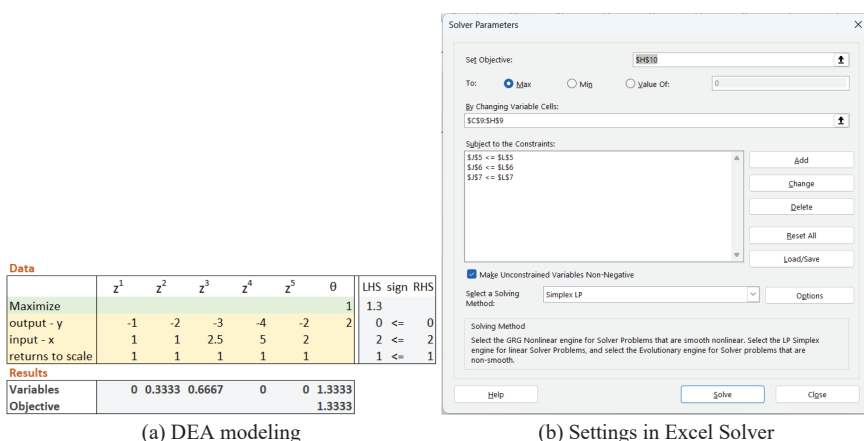 Data
z1 z2 z3 z4 z5 θ LHS sign RHS
Maximize 1 1.3
output - y -1 -2 -3 -4 -2 2 0 <= 0
input - x 1 1 2.5 5 2 2 <= 2
returns to scale 1 1 1 1 1 1 <= 1
Results
Variables 0 0.3333 0.6667 0 0 1.3333
Objective 1.3333
(a) DEA modeling
Solver Parameters
Set Objective: $H$10
To: Max Min Value Of: 0
By Changing Variable Cells:
$C$9:$H$9
Subject to the Constraints:
$J$5 <= $L$5
$J$6 <= $L$6
$J$7 <= $L$7
Add
Change
Delete
Reset All
Load/Save
Make Unconstrained Variables Non-Negative
Select a Solving Method: Simplex LP Options
Solving Method
Select the GRG Nonlinear engine for Solver Problems that are smooth nonlinear. Select the LP Simplex
engine for linear Solver Problems, and select the Evolutionary engine for Solver problems that are
non-smooth.
Help Solve Close
(b) Settings in Excel Solver